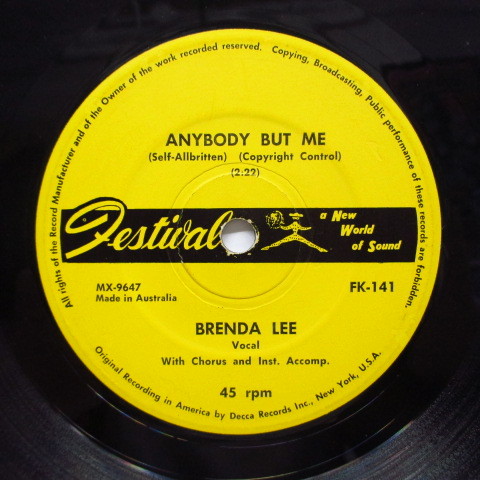 All rights of the Record Manufacturer and of the Owner of the work recorded reserved. Copying, Broadcasting, Public performance of these records are forbidden.
ANYBODY BUT ME
(Self-Allbritten) (Copyright Control)
(2.22)
Festival
a New
World
of Sound
MX-9647
Made in Australia
FK-141
BRENDA LEE
Vocal
With Chorus and Inst. Accomp.
45 rpm
Original Recording in America by Decca Records Inc., New York, U.S.A.